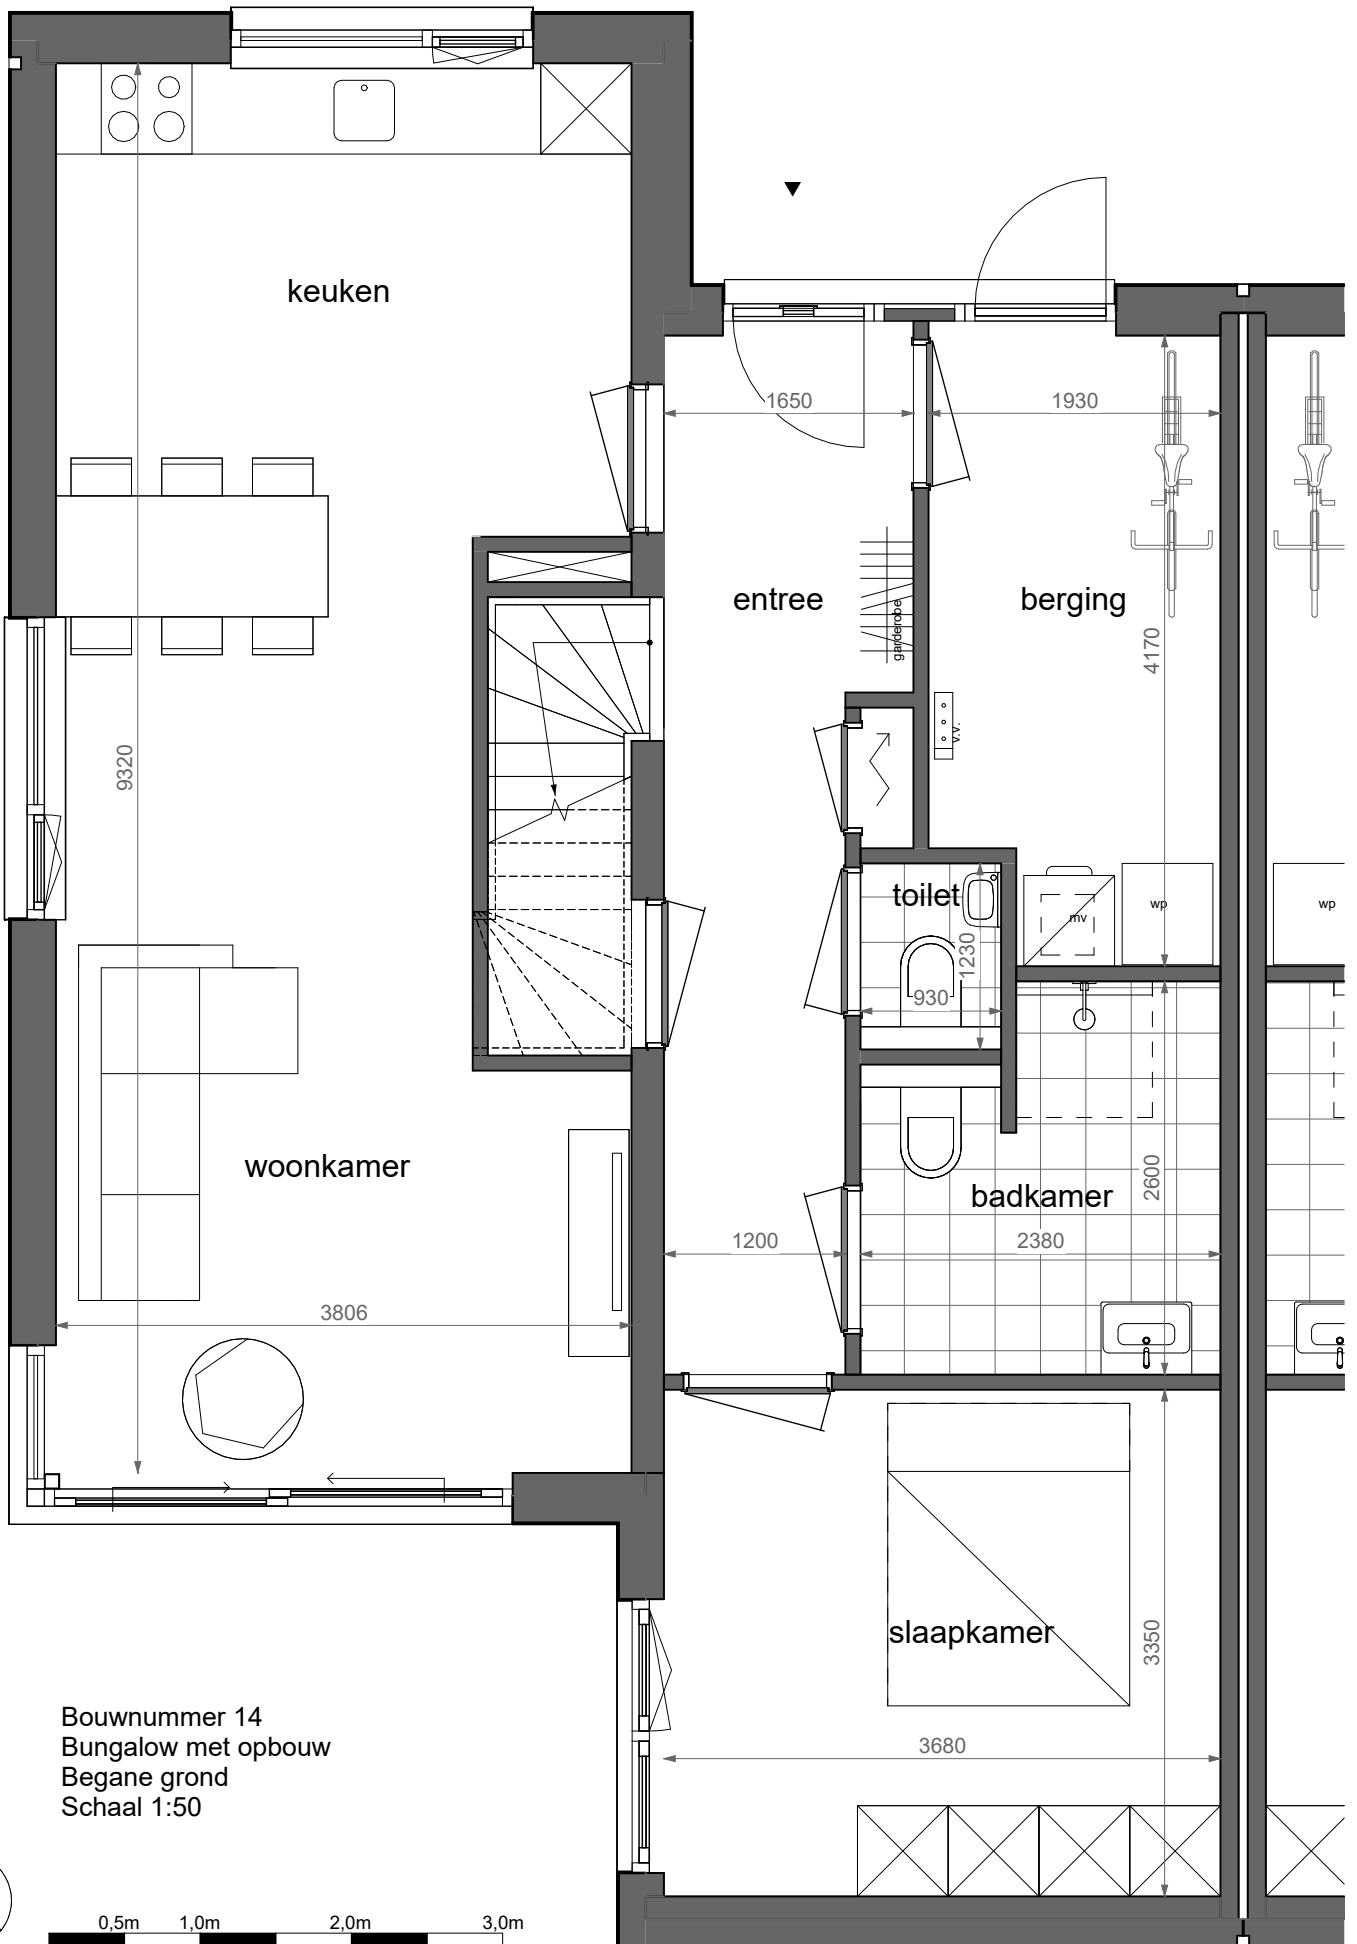 keuken
1650
1930
entree
garderobe
berging
4170
9320
v.v.
toilet
1230
930
mv
wp
wp
woonkamer
badkamer
2600
1200
2380
3806
slaapkamer
3350
3680
Bouwnummer 14
Bungalow met opbouw
Begane grond
Schaal 1:50
0,5m 1,0m 2,0m 3,0m